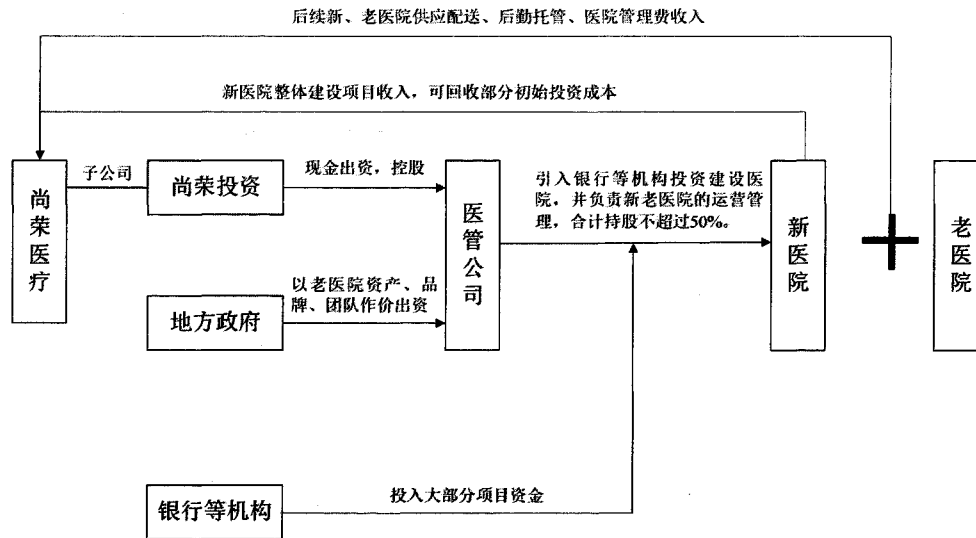 后续新、老医院供应配送、后勤托管、医院管理费收入
新医院整体建设项目收入，可回收部分初始投资成本
尚荣医疗
子公司
尚荣投资
现金出资，控股
医管公司
引入银行等机构投资建设医
院，并负责新老医院的运营管
理，合计持股不超过50%。
新医院
老医院
以老医院资产、品
牌、团队作价出资
地方政府
银行等机构
投入大部分项目资金